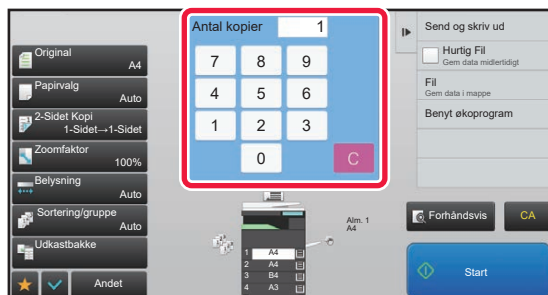 Original
A4
Papirvalg
Auto
2-Sidet Kopi
1-Sidet→1-Sidet
Zoomfaktor
100%
Belysning
Auto
Sortering/gruppe
Auto
Udkastbakke
Andet
Antal kopier 1
7 8 9
4 5 6
1 2 3
0 C
Alm. 1
A4
1 A4
2 A4
3 B4
4 A3
Send og skriv ud
Hurtig Fil
Gem data midlertidigt
Fil
Gem data i mappe
Benyt økoprogram
Forhåndsvis CA
Start